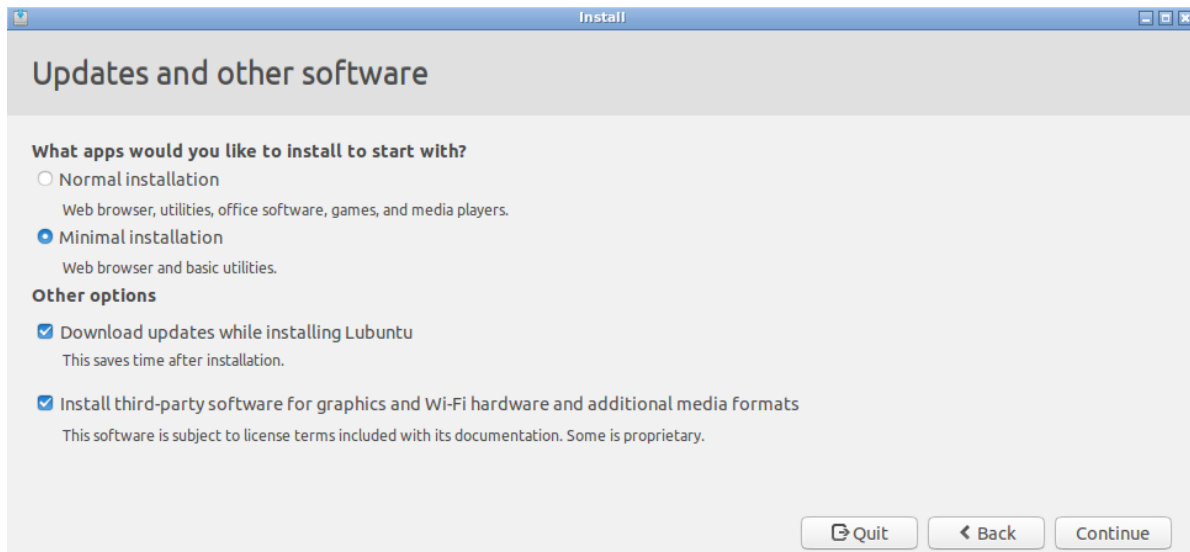 Install
Updates and other software
What apps would you like to install to start with?
Normal installation
Web browser, utilities, office software, games, and media players.
Minimal installation
Web browser and basic utilities.
Other options
Download updates while installing Lubuntu
This saves time after installation.
Install third-party software for graphics and Wi-Fi hardware and additional media formats
This software is subject to license terms included with its documentation. Some is proprietary.
Quit Back Continue